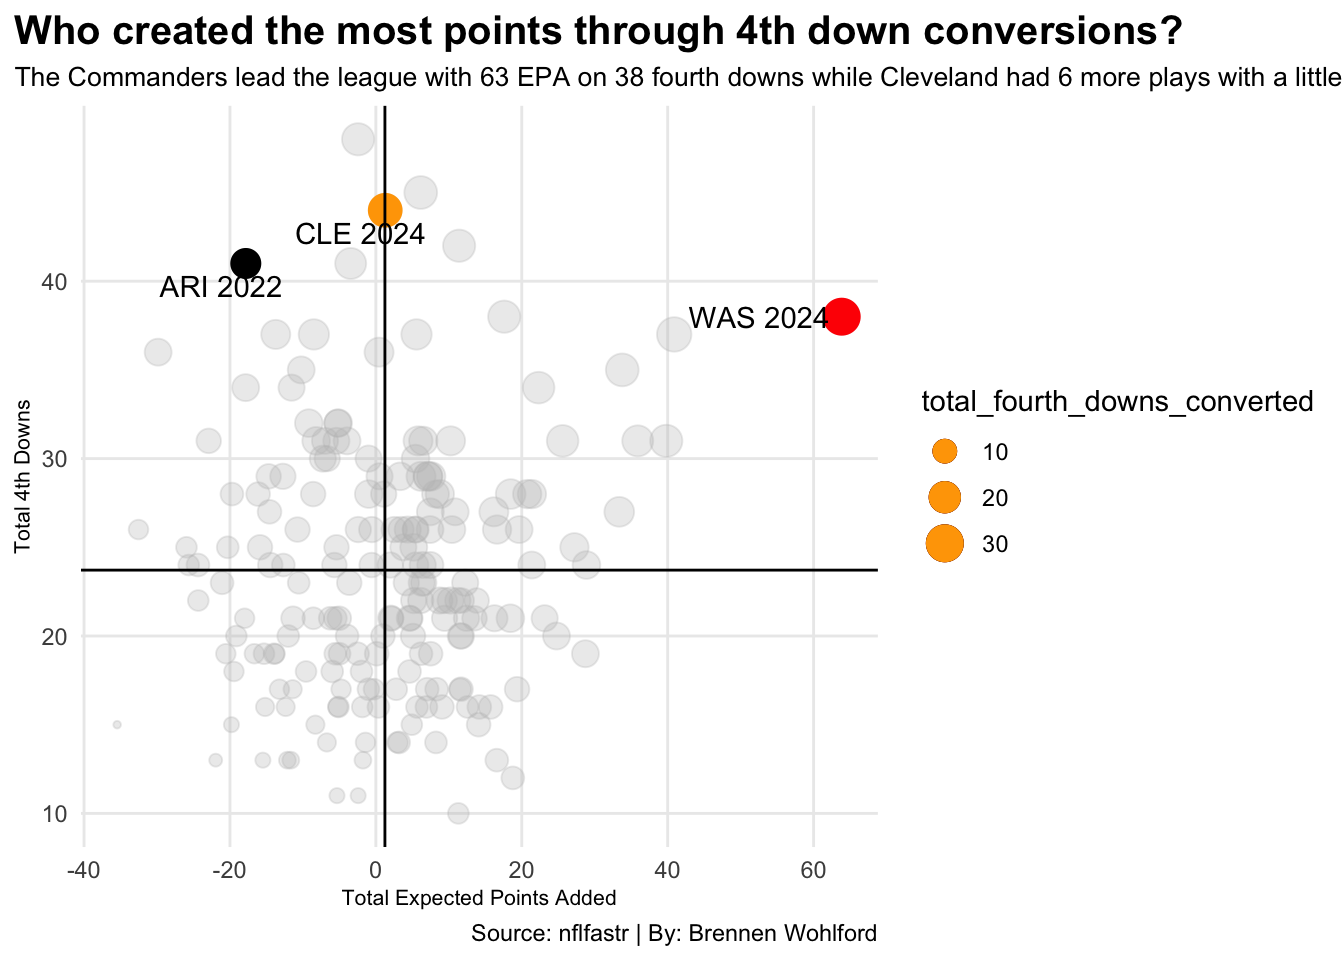 Who created the most points through 4th down conversions?
The Commanders lead the league with 63 EPA on 38 fourth downs while Cleveland had 6 more plays with a little
CLE 2024
ARI 2022
WAS 2024
40
30
20
10
Total 4th Downs
-40 -20 0 20 40 60
Total Expected Points Added
total_fourth_downs_converted
10
20
30
Source: nflfastr | By: Brennen Wohlford